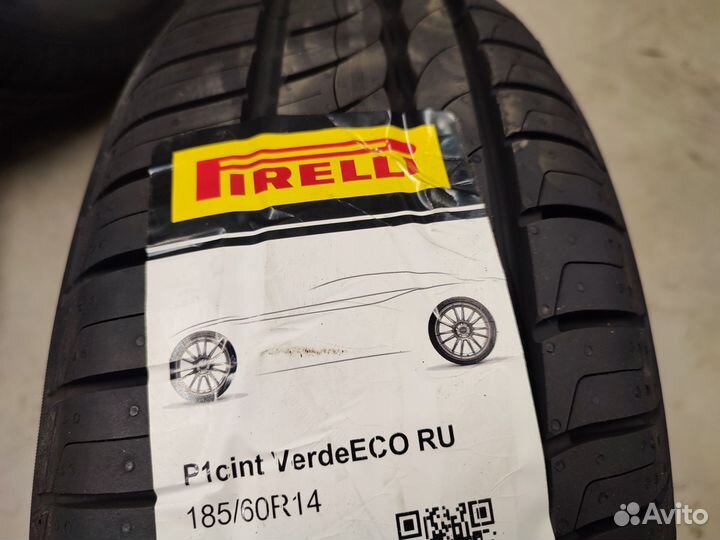 PIRELLI
P1cint VerdeECO RU
185/60R14
Avito